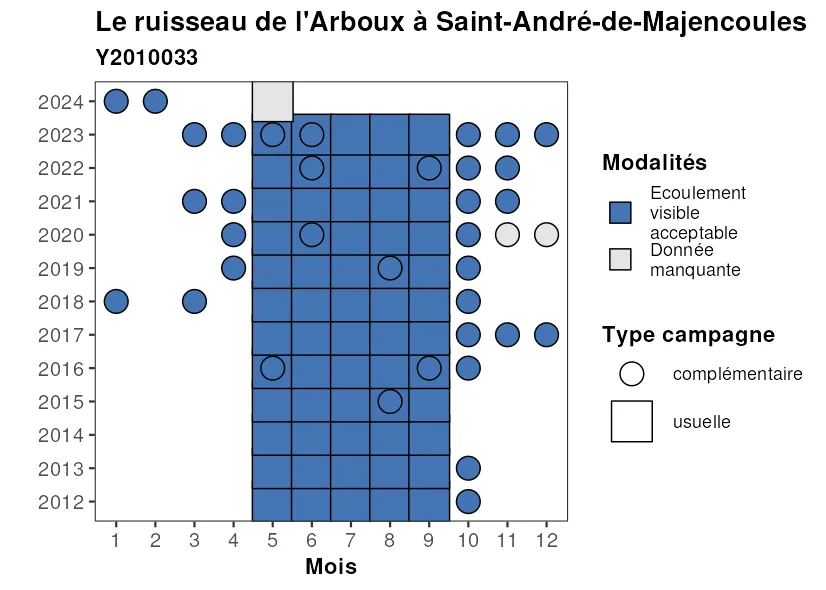 Le ruisseau de l'Arboux à Saint-André-de-Majencoules
Y2010033
2024
2023
2022
2021
2020
2019
2018
2017
2016
2015
2014
2013
2012
1 2 3 4 5 6 7 8 9 10 11 12
Mois
Modalités
Ecoulement
visible
acceptable
Donnée
manquante
Type campagne
complémentaire
usuelle